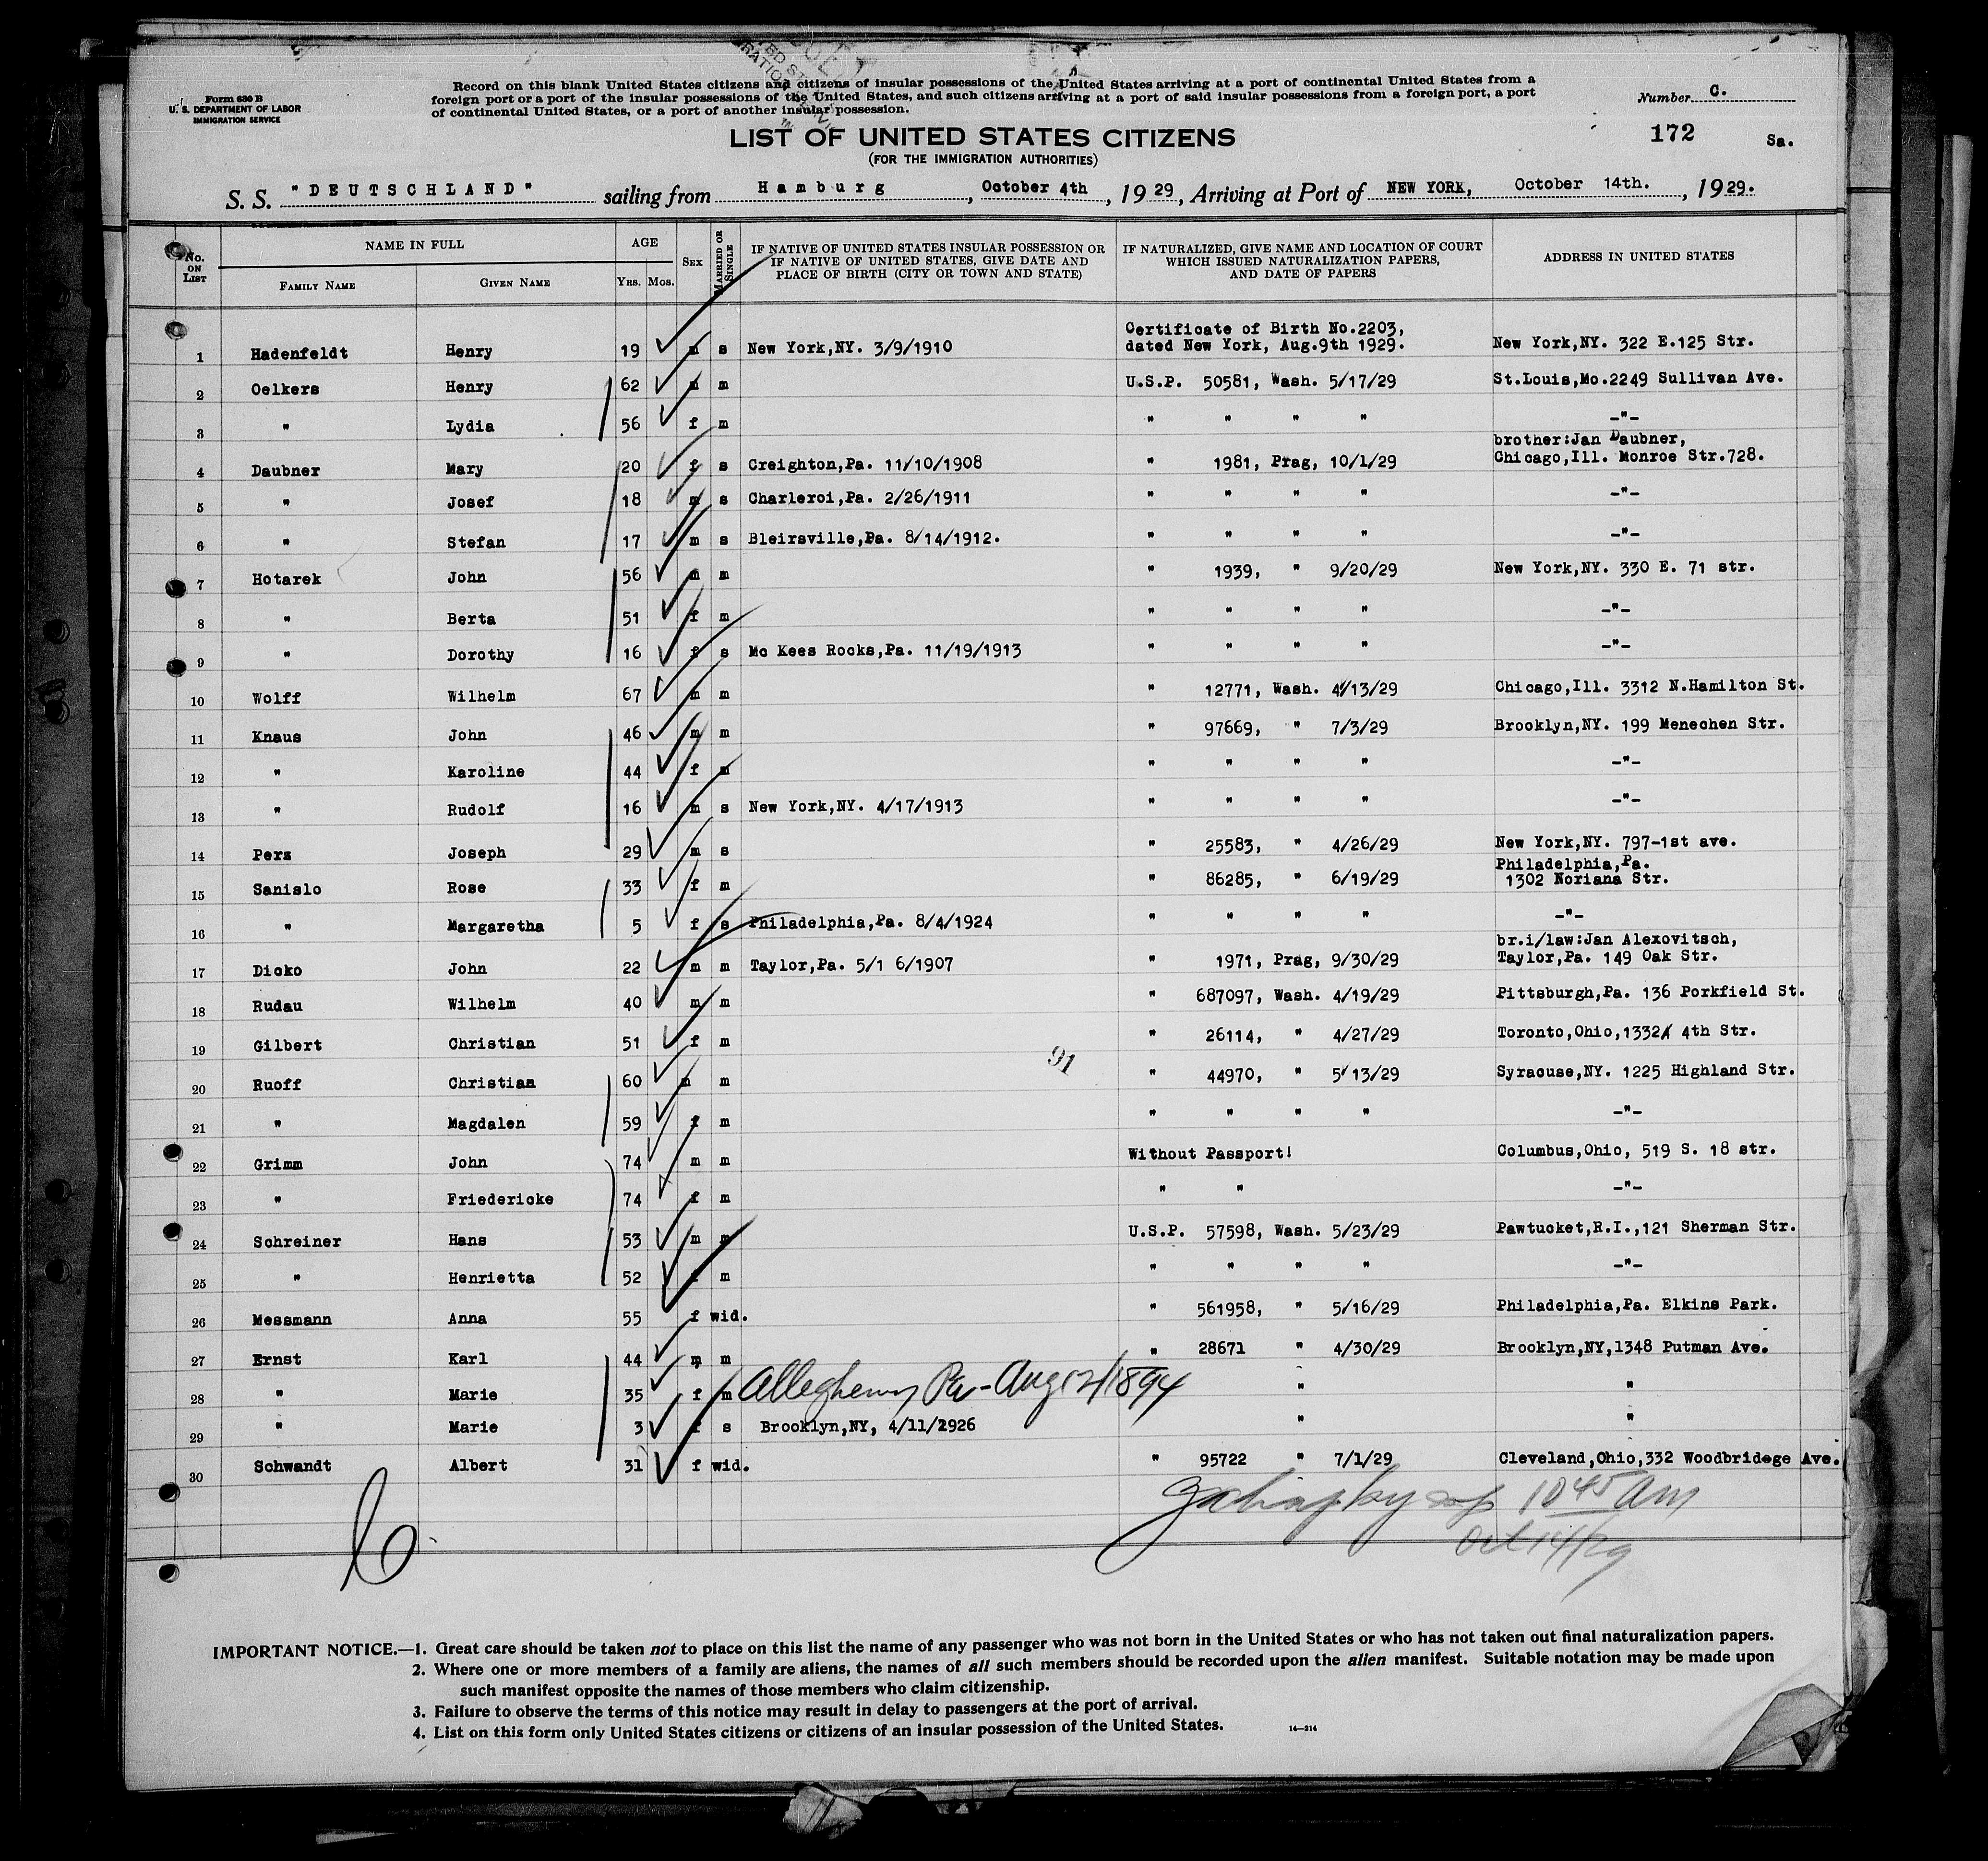 Form 630 B
U. S. DEPARTMENT OF LABOR
IMMIGRATION SERVICE
Record on this blank United States citizens and citizens of insular possessions of the United States arriving at a port of continental United States from a
foreign port or a port of the insular possessions of the United States, and such citizens arriving at a port of said insular possessions from a foreign port, a port
of continental United States, or a port of another insular possession.
Number C.
172 Sa.
LIST OF UNITED STATES CITIZENS
(FOR THE IMMIGRATION AUTHORITIES)
S. S. "DEUTSCHLAND" sailing from Hamburg, October 4th, 1929, Arriving at Port of NEW YORK, October 14th., 1929.
No. ON LIST
NAME IN FULL
FAMILY NAME GIVEN NAME
AGE
YRS. MOS.
SEX
MARRIED OR SINGLE
IF NATIVE OF UNITED STATES INSULAR POSSESSION OR
IF NATIVE OF UNITED STATES, GIVE DATE AND
PLACE OF BIRTH (CITY OR TOWN AND STATE)
IF NATURALIZED, GIVE NAME AND LOCATION OF COURT
WHICH ISSUED NATURALIZATION PAPERS,
AND DATE OF PAPERS
ADDRESS IN UNITED STATES
Certificate of Birth No.2203,
1 Hadenfeldt Henry 19 m s New York,NY. 3/9/1910 dated New York, Aug.9th 1929. New York,NY. 322 E.125 Str.
2 Oelkers Henry 62 m m U.S.P. 50581, Wash. 5/17/29 St.Louis,Mo.2249 Sullivan Ave.
3 " Lydia 56 f m " " " " -"-
brother:Jan Daubner,
4 Daubner Mary 20 f s Creighton,Pa. 11/10/1908 " 1981, Prag, 10/1/29 Chicago,Ill. Monroe Str.728.
5 " Josef 18 m s Charleroi,Pa. 2/26/1911 " " " " -"-
6 " Stefan 17 m s Bleirsville,Pa. 8/14/1912. " " " " -"-
7 Hotarek John 56 m m " 1939, " 9/20/29 New York,NY. 330 E. 71 str.
8 " Berta 51 f m " " " " -"-
9 " Dorothy 16 f s Mc Kees Rocks,Pa. 11/19/1913 " " " " -"-
10 Wolff Wilhelm 67 m m " 12771, Wash. 4/13/29 Chicago,Ill. 3312 N.Hamilton St.
11 Knaus John 46 m m " 97669, " 7/3/29 Brooklyn,NY. 199 Menechen Str.
12 " Karoline 44 f m " " " " -"-
13 " Rudolf 16 m s New York,NY. 4/17/1913 " " " " -"-
14 Perz Joseph 29 m s " 25583, " 4/26/29 New York,NY. 797-1st ave.
Philadelphia,Pa.
15 Sanislo Rose 33 f m " 86285, " 6/19/29 1302 Noriana Str.
16 " Margaretha 5 f s Philadelphia,Pa. 8/4/1924 " " " " -"-
br.i/law:Jan Alexovitsch,
17 Dicko John 22 m m Taylor,Pa. 5/1 6/1907 " 1971, Prag, 9/30/29 Taylor,Pa. 149 Oak Str.
18 Rudau Wilhelm 40 m m " 687097, Wash. 4/19/29 Pittsburgh,Pa. 136 Porkfield St.
19 Gilbert Christian 51 f m " 26114, " 4/27/29 Toronto,Ohio,1332 4th Str.
91
20 Ruoff Christian 60 m m " 44970, " 5/13/29 Syracuse,NY. 1225 Highland Str.
21 " Magdalen 59 f m " " " " -"-
22 Grimm John 74 m m Without Passport! Columbus,Ohio, 519 S. 18 str.
23 " Friedericke 74 f m " " -"-
24 Schreiner Hans 53 m m U.S.P. 57598, Wash. 5/23/29 Pawtucket,R.I.,121 Sherman Str.
25 " Henrietta 52 f m " " " " -"-
26 Messmann Anna 55 f wid. " 561958, " 5/16/29 Philadelphia,Pa. Elkins Park.
27 Ernst Karl 44 m m " 28671 " 4/30/29 Brooklyn,NY,1348 Putman Ave.
28 " Marie 35 f m Allegheny Pa - Aug 12/1894 " "
29 " Marie 3 f s Brooklyn,NY, 4/11/1926 " "
30 Schwandt Albert 31 f wid. " 95722 " 7/1/29 Cleveland,Ohio,332 Woodbridege Ave.
10 45 am
Oct 14/29
IMPORTANT NOTICE.—1. Great care should be taken not to place on this list the name of any passenger who was not born in the United States or who has not taken out final naturalization papers.
2. Where one or more members of a family are aliens, the names of all such members should be recorded upon the alien manifest. Suitable notation may be made upon
such manifest opposite the names of those members who claim citizenship.
3. Failure to observe the terms of this notice may result in delay to passengers at the port of arrival.
4. List on this form only United States citizens or citizens of an insular possession of the United States.
14—214